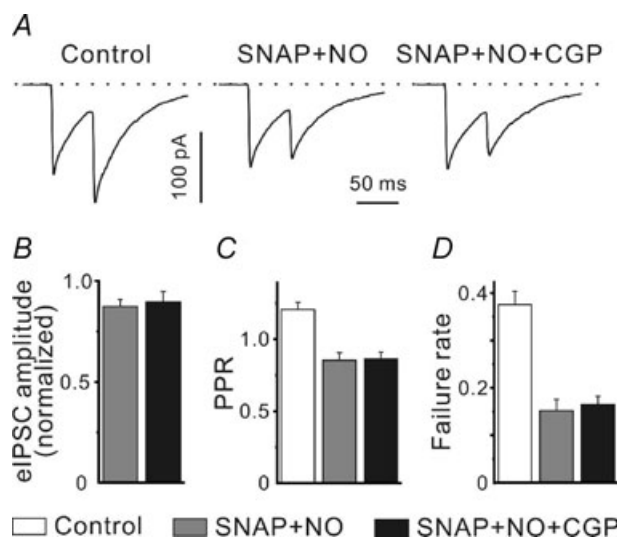 A
Control
SNAP+NO
SNAP+NO+CGP
100 pA
50 ms
B
eIPSC amplitude
(normalized)
1.0
0.5
0
C
PPR
1.0
0.5
0
D
Failure rate
0.4
0.2
0
Control
SNAP+NO
SNAP+NO+CGP